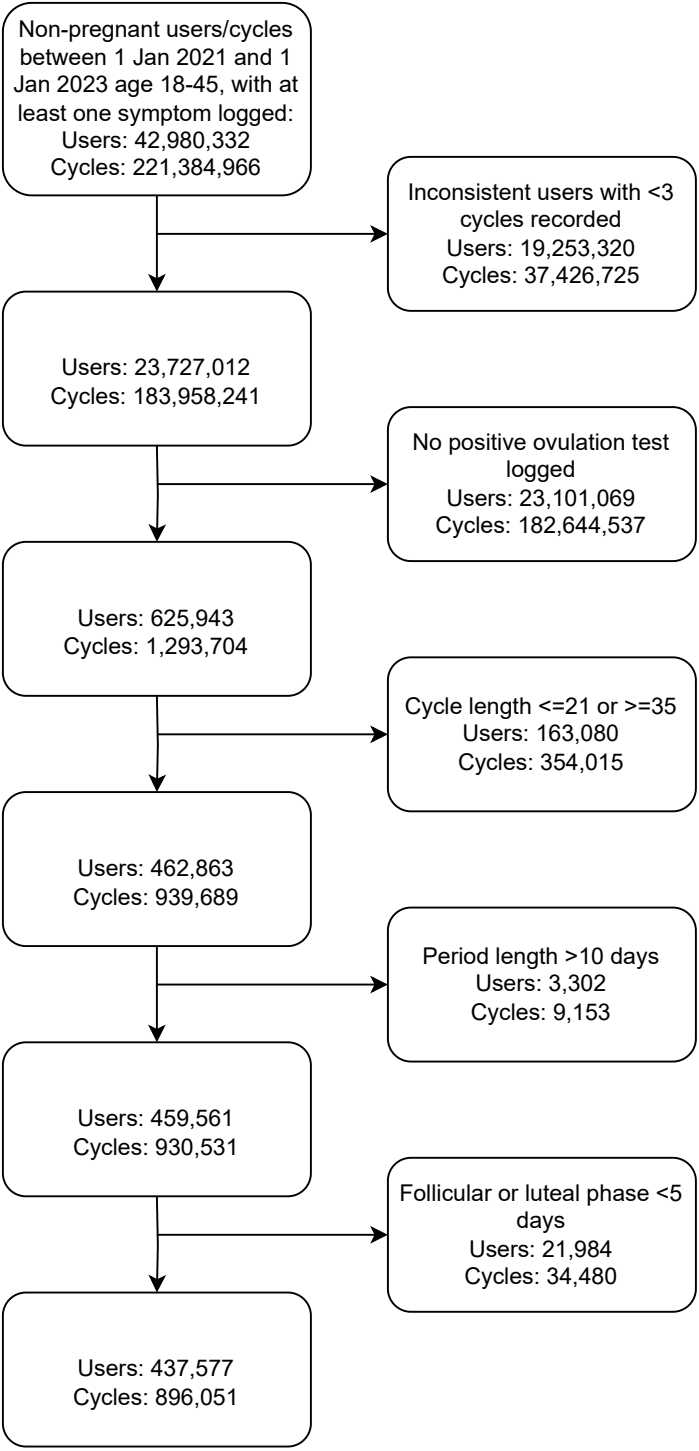 Non-pregnant users/cycles
between 1 Jan 2021 and 1
Jan 2023 age 18-45, with at
least one symptom logged:
Users: 42,980,332
Cycles: 221,384,966
Inconsistent users with <3
cycles recorded
Users: 19,253,320
Cycles: 37,426,725
Users: 23,727,012
Cycles: 183,958,241
No positive ovulation test
logged
Users: 23,101,069
Cycles: 182,644,537
Users: 625,943
Cycles: 1,293,704
Cycle length <=21 or >=35
Users: 163,080
Cycles: 354,015
Users: 462,863
Cycles: 939,689
Period length >10 days
Users: 3,302
Cycles: 9,153
Users: 459,561
Cycles: 930,531
Follicular or luteal phase <5
days
Users: 21,984
Cycles: 34,480
Users: 437,577
Cycles: 896,051